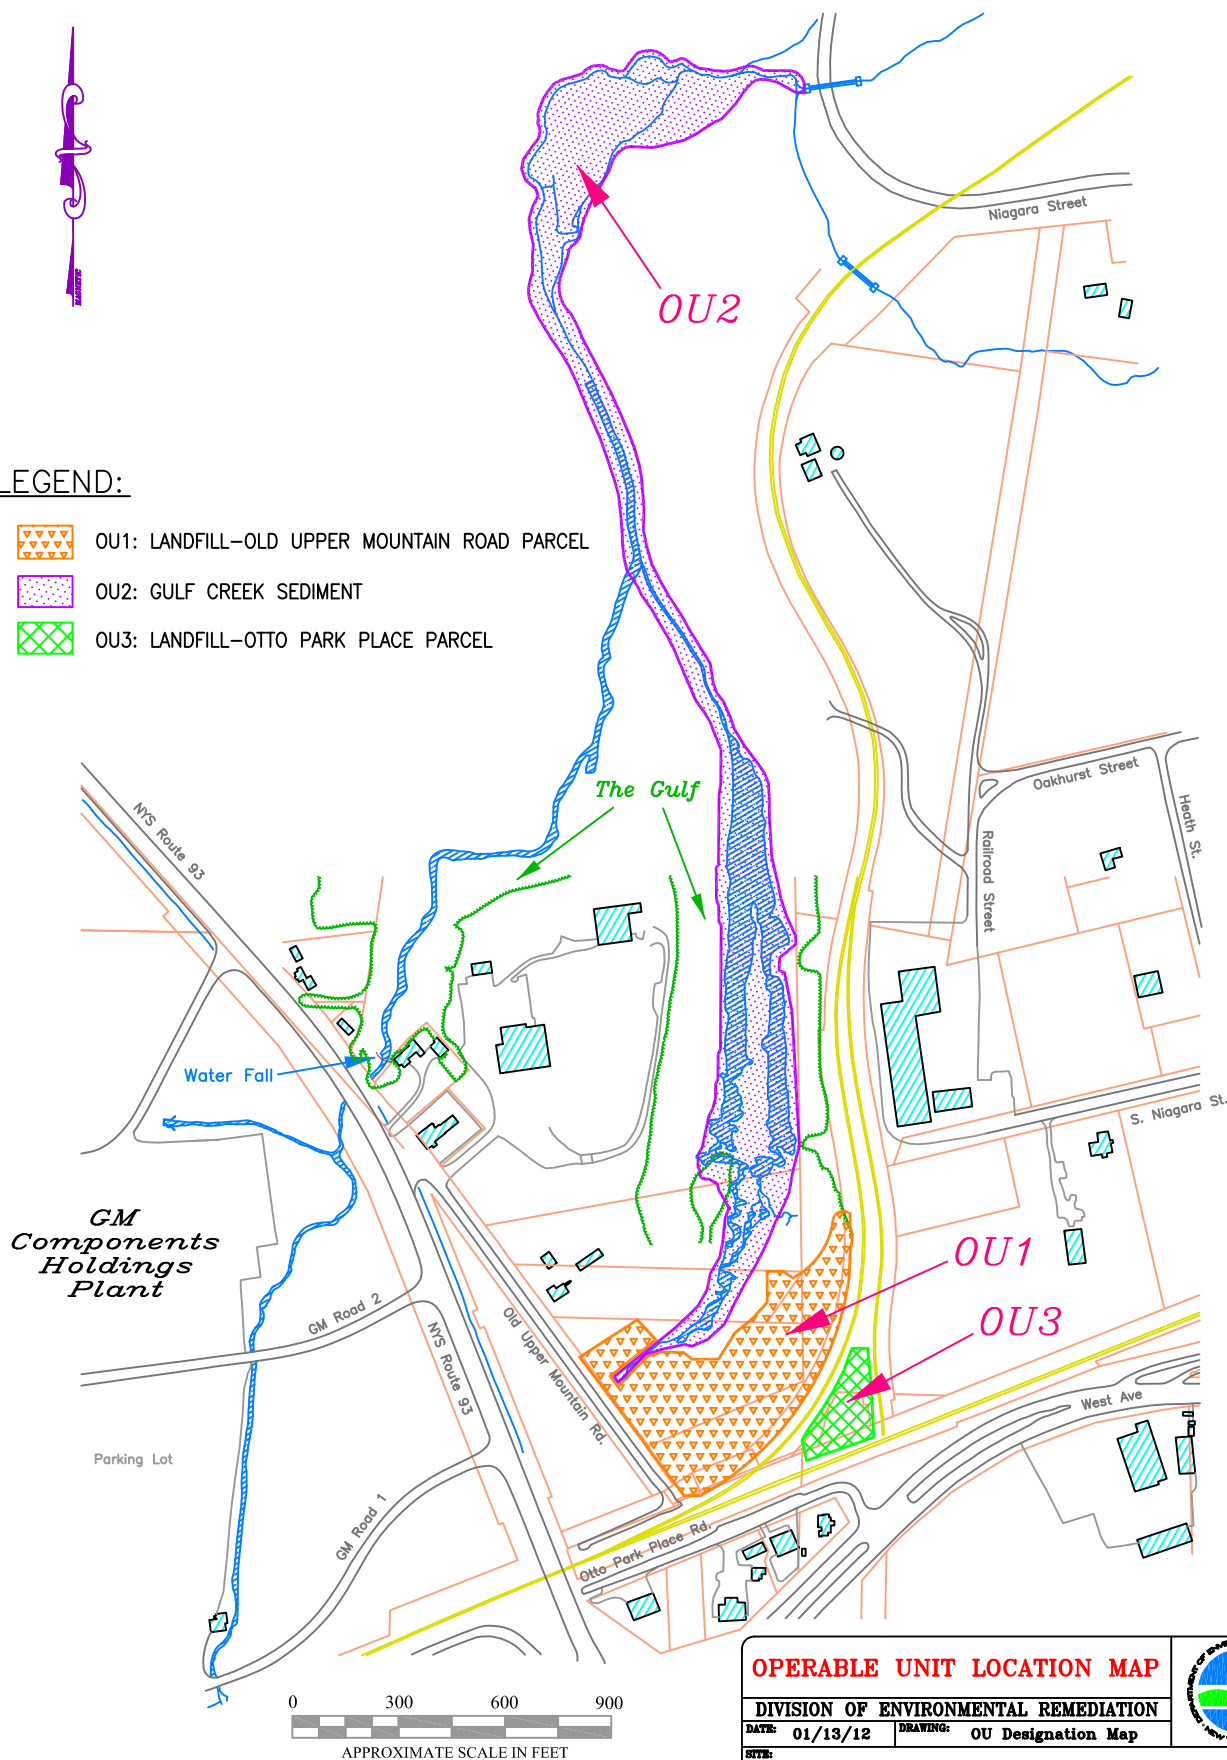 MAGNETIC
Niagara Street
OU2
LEGEND:
OU1: LANDFILL-OLD UPPER MOUNTAIN ROAD PARCEL
OU2: GULF CREEK SEDIMENT
OU3: LANDFILL-OTTO PARK PLACE PARCEL
The Gulf
Oakhurst Street
Heath St.
NYS Route 93
Railroad Street
Water Fall
S. Niagara St.
GM
Components
Holdings
Plant
OU1
OU3
GM Road 2
NYS Route 93
Old Upper Mountain Rd.
West Ave
Parking Lot
GM Road 1
Otto Park Place Rd.
0 300 600 900
APPROXIMATE SCALE IN FEET
OPERABLE UNIT LOCATION MAP
DIVISION OF ENVIRONMENTAL REMEDIATION
DATE: 01/13/12 DRAWING: OU Designation Map
SITE: